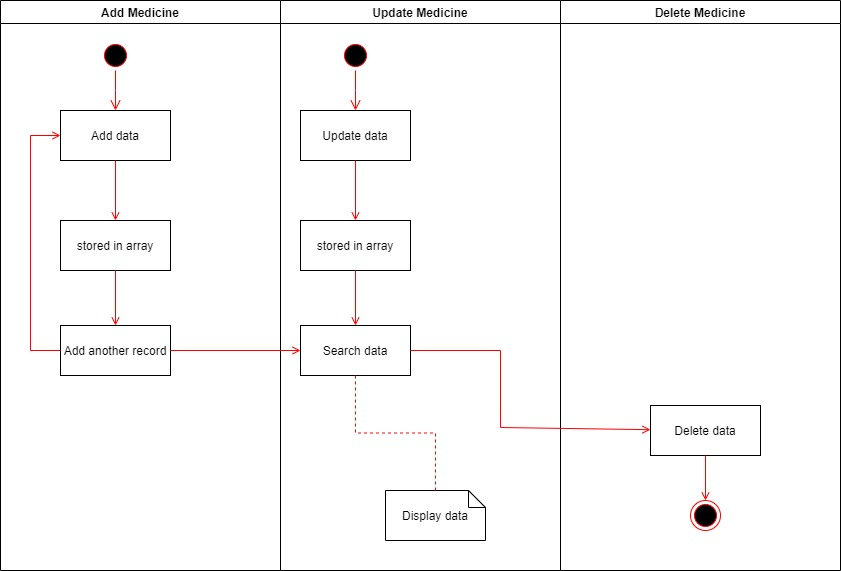 Add Medicine
Update Medicine
Delete Medicine
Add data
Update data
stored in array
stored in array
Add another record
Search data
Delete data
Display data